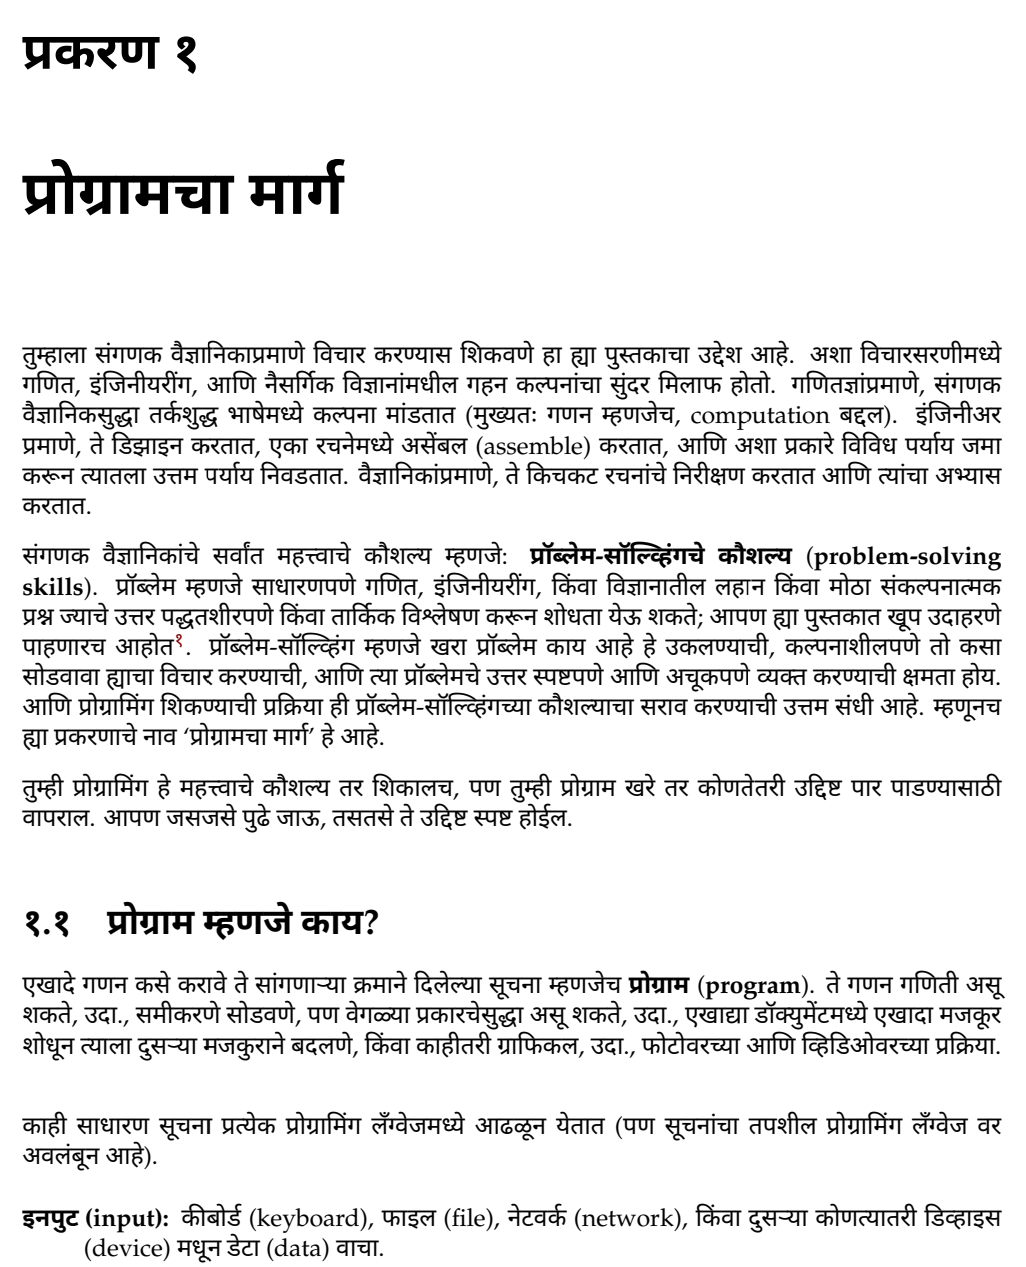 प्रकरण १
प्रोग्रामचा मार्ग
तुम्हाला संगणक वैज्ञानिकाप्रमाणे विचार करण्यास शिकवणे हा ह्या पुस्तकाचा उद्देश आहे. अशा विचारसरणीमध्ये
गणित, इंजिनीयरींग, आणि नैसर्गिक विज्ञानांमधील गहन कल्पनांचा सुंदर मिलाफ होतो. गणितज्ञांप्रमाणे, संगणक
वैज्ञानिकसुद्धा तर्कशुद्ध भाषेमध्ये कल्पना मांडतात (मुख्यतः गणन म्हणजेच, computation बद्दल). इंजिनीअर
प्रमाणे, ते डिझाइन करतात, एका रचनेमध्ये असेंबल (assemble) करतात, आणि अशा प्रकारे विविध पर्याय जमा
करून त्यातला उत्तम पर्याय निवडतात. वैज्ञानिकांप्रमाणे, ते किचकट रचनांचे निरीक्षण करतात आणि त्यांचा अभ्यास
करतात.
संगणक वैज्ञानिकांचे सर्वांत महत्त्वाचे कौशल्य म्हणजे: प्रॉब्लेम-सॉल्व्हिंगचे कौशल्य (problem-solving
skills). प्रॉब्लेम म्हणजे साधारणपणे गणित, इंजिनीयरींग, किंवा विज्ञानातील लहान किंवा मोठा संकल्पनात्मक
प्रश्न ज्याचे उत्तर पद्धतशीरपणे किंवा तार्किक विश्लेषण करून शोधता येऊ शकते; आपण ह्या पुस्तकात खूप उदाहरणे
पाहणारच आहोत१. प्रॉब्लेम-सॉल्व्हिंग म्हणजे खरा प्रॉब्लेम काय आहे हे उकलण्याची, कल्पनाशीलपणे तो कसा
सोडवावा ह्याचा विचार करण्याची, आणि त्या प्रॉब्लेमचे उत्तर स्पष्टपणे आणि अचूकपणे व्यक्त करण्याची क्षमता होय.
आणि प्रोग्रामिंग शिकण्याची प्रक्रिया ही प्रॉब्लेम-सॉल्व्हिंगच्या कौशल्याचा सराव करण्याची उत्तम संधी आहे. म्हणूनच
ह्या प्रकरणाचे नाव ‘प्रोग्रामचा मार्ग’ हे आहे.
तुम्ही प्रोग्रामिंग हे महत्त्वाचे कौशल्य तर शिकालच, पण तुम्ही प्रोग्राम खरे तर कोणतेतरी उद्दिष्ट पार पाडण्यासाठी
वापराल. आपण जसजसे पुढे जाऊ, तसतसे ते उद्दिष्ट स्पष्ट होईल.
१.१ प्रोग्राम म्हणजे काय?
एखादे गणन कसे करावे ते सांगणाऱ्या क्रमाने दिलेल्या सूचना म्हणजेच प्रोग्राम (program). ते गणन गणिती असू
शकते, उदा., समीकरणे सोडवणे, पण वेगळ्या प्रकारचेसुद्धा असू शकते, उदा., एखाद्या डॉक्युमेंटमध्ये एखादा मजकूर
शोधून त्याला दुसऱ्या मजकुराने बदलणे, किंवा काहीतरी ग्राफिकल, उदा., फोटोवरच्या आणि व्हिडिओवरच्या प्रक्रिया.
काही साधारण सूचना प्रत्येक प्रोग्रामिंग लँग्वेजमध्ये आढळून येतात (पण सूचनांचा तपशील प्रोग्रामिंग लँग्वेज वर
अवलंबून आहे).
इनपुट (input): कीबोर्ड (keyboard), फाइल (file), नेटवर्क (network), किंवा दुसऱ्या कोणत्यातरी डिव्हाइस
(device) मधून डेटा (data) वाचा.